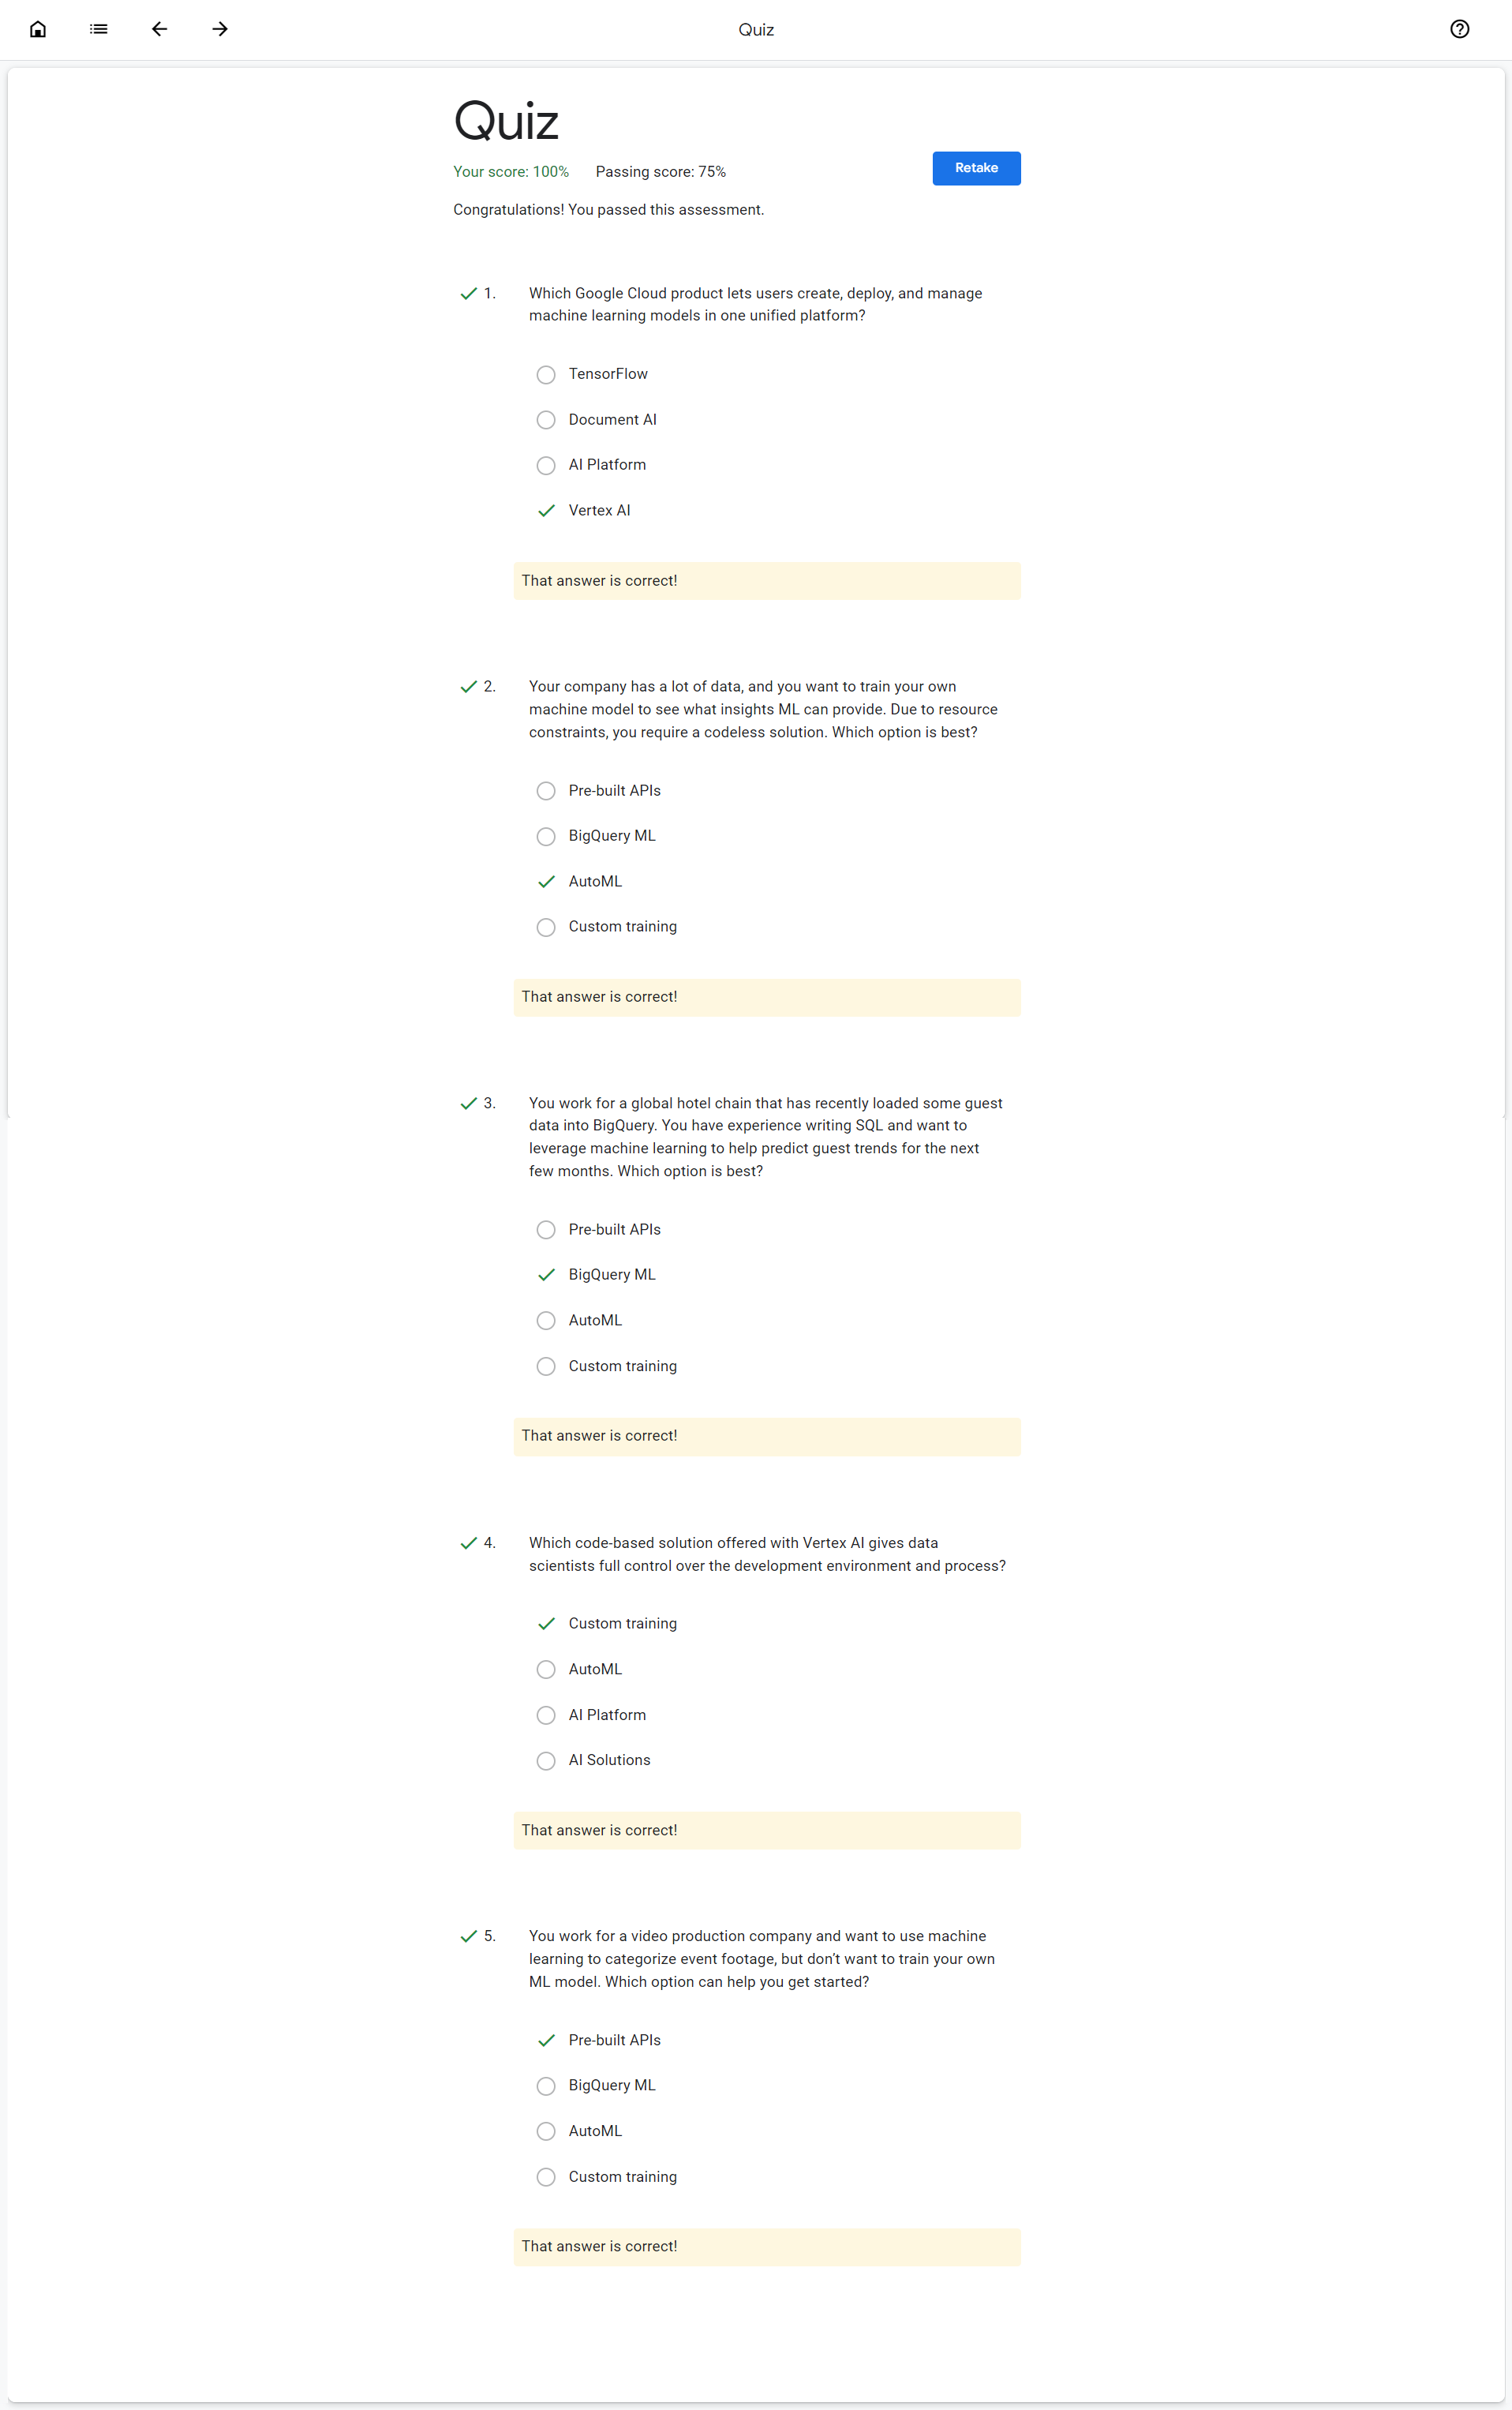 Quiz
Quiz
Your score: 100% Passing score: 75%
Retake
Congratulations! You passed this assessment.
1. Which Google Cloud product lets users create, deploy, and manage
machine learning models in one unified platform?
TensorFlow
Document AI
AI Platform
Vertex AI
That answer is correct!
2. Your company has a lot of data, and you want to train your own
machine model to see what insights ML can provide. Due to resource
constraints, you require a codeless solution. Which option is best?
Pre-built APIs
BigQuery ML
AutoML
Custom training
That answer is correct!
3. You work for a global hotel chain that has recently loaded some guest
data into BigQuery. You have experience writing SQL and want to
leverage machine learning to help predict guest trends for the next
few months. Which option is best?
Pre-built APIs
BigQuery ML
AutoML
Custom training
That answer is correct!
4. Which code-based solution offered with Vertex AI gives data
scientists full control over the development environment and process?
Custom training
AutoML
AI Platform
AI Solutions
That answer is correct!
5. You work for a video production company and want to use machine
learning to categorize event footage, but don’t want to train your own
ML model. Which option can help you get started?
Pre-built APIs
BigQuery ML
AutoML
Custom training
That answer is correct!